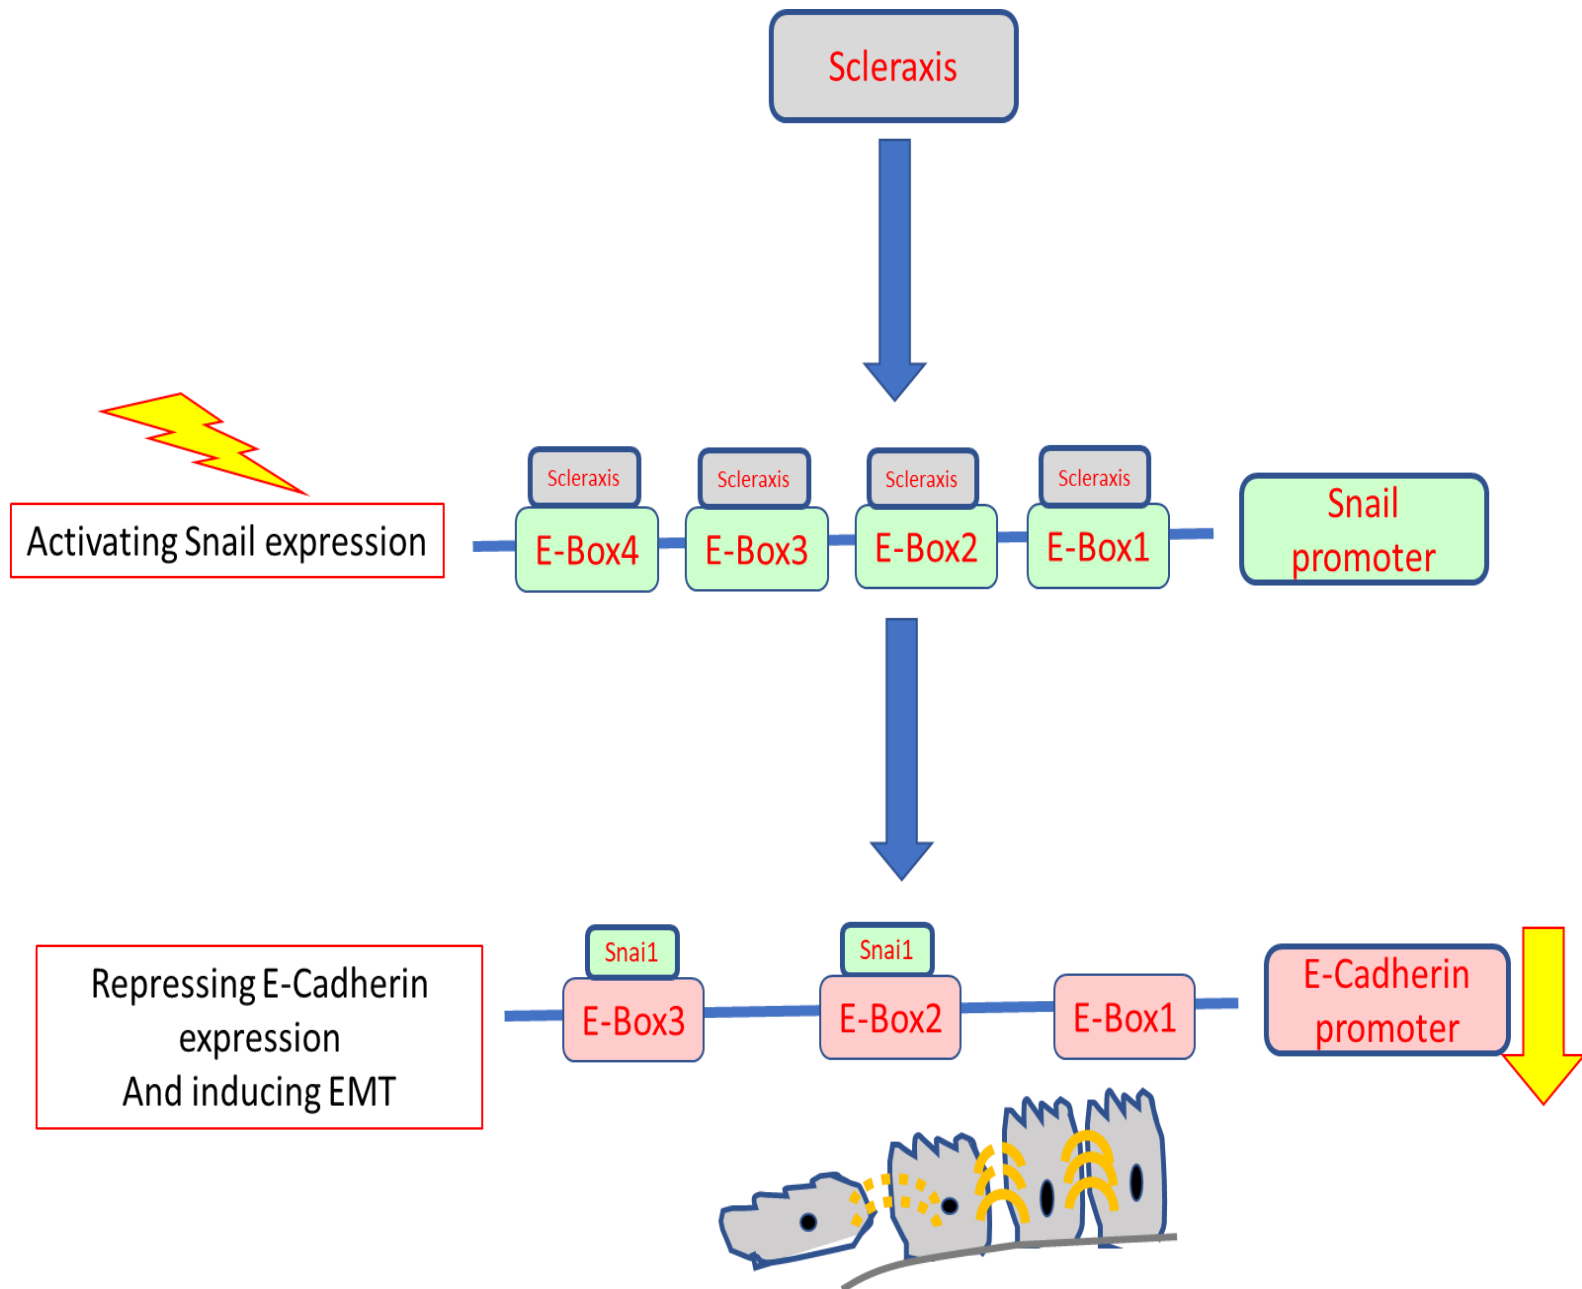 Scleraxis
Scleraxis
Scleraxis
Scleraxis
Scleraxis
Activating Snail expression
E-Box4
E-Box3
E-Box2
E-Box1
Snail
promoter
Snai1
Snai1
Repressing E-Cadherin
expression
And inducing EMT
E-Box3
E-Box2
E-Box1
E-Cadherin
promoter